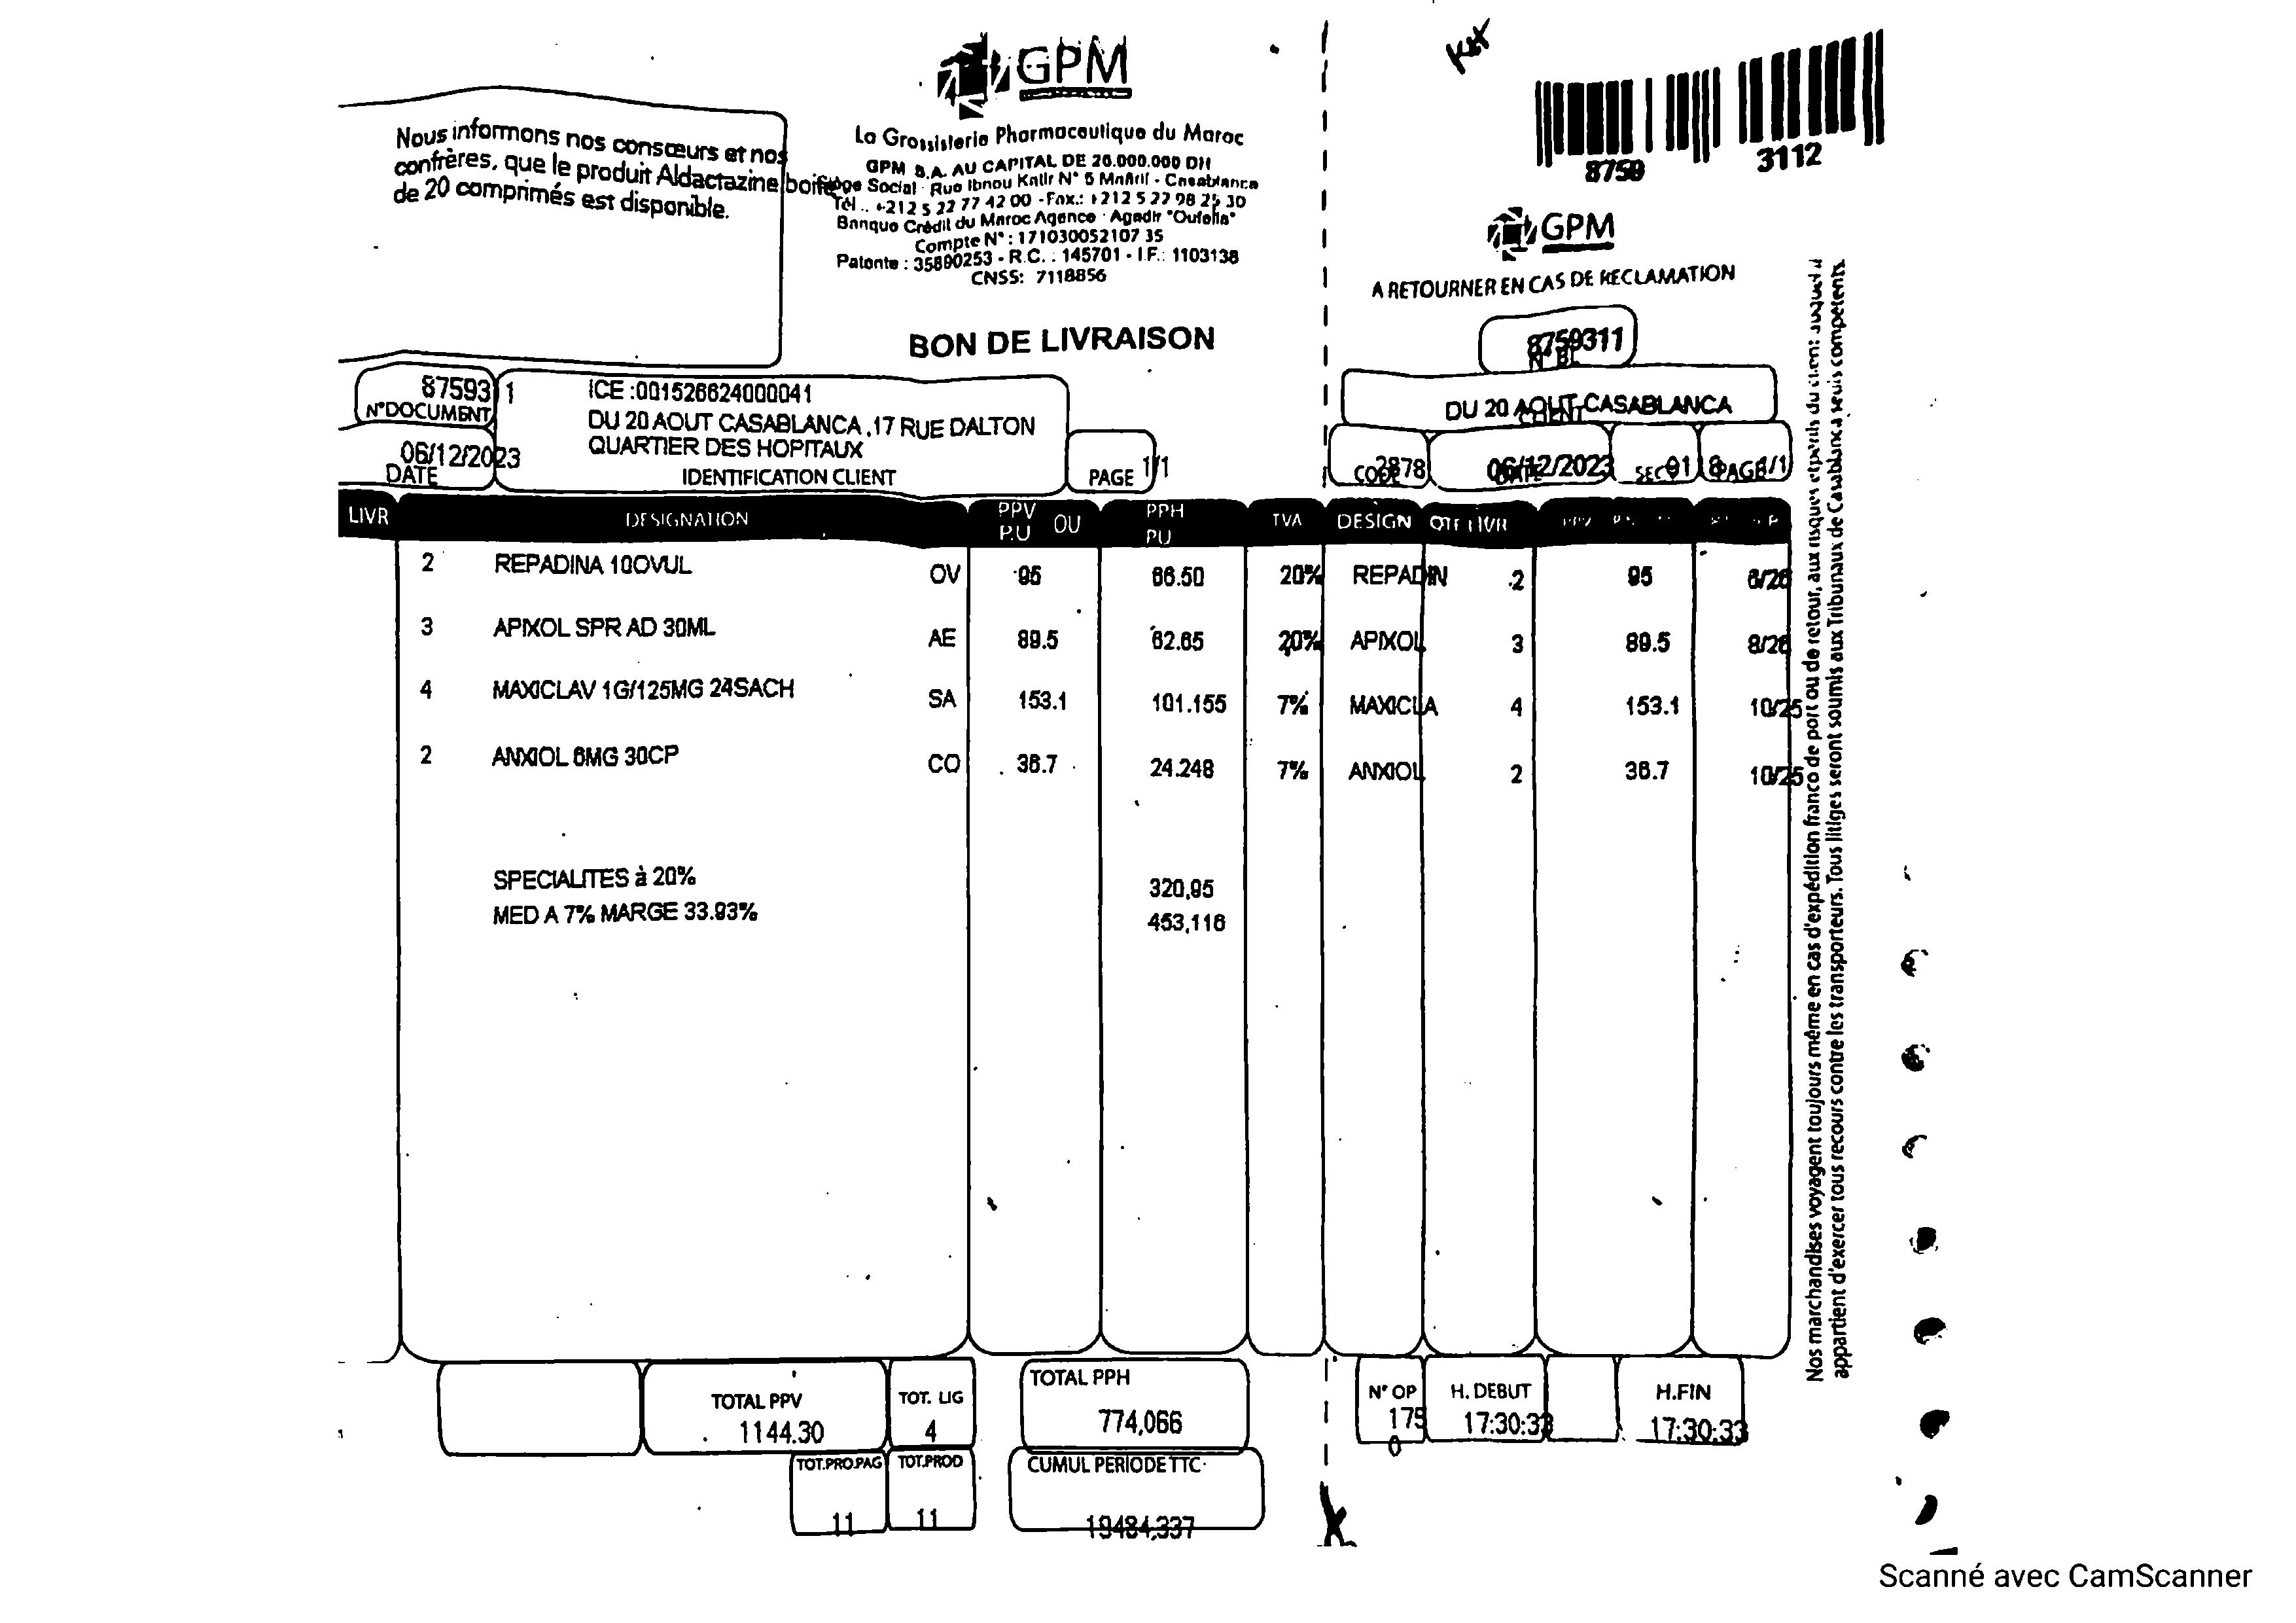 GPM
Nous informons nos consœurs et nos
confrères, que le produit Aldactazine boite
de 20 comprimés est disponible.
La Grossisterie Pharmaceutique du Maroc
GPM S.A. AU CAPITAL DE 26.000.000 DH
Siège Social : Rue Ibnou Katir N° 5 Maârif - Casablanca
Tél .. +212 5 22 77 42 00 - Fax.: +212 5 22 98 25 30
Banque Crédit du Maroc Agence : Agadir "Oufella"
Compte N° : 171030052107 35
Patente : 35890253 - R.C. : 145701 - I.F.: 1103138
CNSS: 7118856
BON DE LIVRAISON
8759311
N°DOCUMENT
06/12/2023
DATE
ICE :001526624000041
DU 20 AOUT CASABLANCA ,17 RUE DALTON
QUARTIER DES HOPITAUX
IDENTIFICATION CLIENT
PAGE 1/1
8759 3112
GPM
A RETOURNER EN CAS DE RECLAMATION
8759311
N° BL
DU 20 AOUT CASABLANCA
CLIENT
CODE 2878 DATE 06/12/2023 SEC 91 8 PAGE 1/1
LIVR DESIGNATION PPV OU P.U PPH PU TVA DESIGN QTE LIVR PPV
2 REPADINA 10OVUL OV 95 66.50 20% REPADIN 2 95 6/26
3 APIXOL SPR AD 30ML AE 89.5 62.65 20% APIXOL 3 89.5 8/26
4 MAXICLAV 1G/125MG 24SACH SA 153.1 101.155 7% MAXICLA 4 153.1 10/25
2 ANXIOL 6MG 30CP CO 36.7 24.248 7% ANXIOL 2 36.7 10/25
SPECIALITES à 20% 320,95
MED A 7% MARGE 33.93% 453,116
TOTAL PPV
1144.30
TOT. LIG
4
TOTAL PPH
774,066
N° OP
1750
H. DEBUT
17:30:33
H.FIN
17:30:33
TOT.PRO.PAG
11
TOT.PROD
11
CUMUL PERIODE TTC
19484,337
Nos marchandises voyagent toujours même en cas d'expédition franco de port ou de retour, aux risques et périls du client auquel il
appartient d'exercer tous recours contre les transporteurs. Tous litiges seront soumis aux Tribunaux de Casablanca seuls compétents.
Scanné avec CamScanner